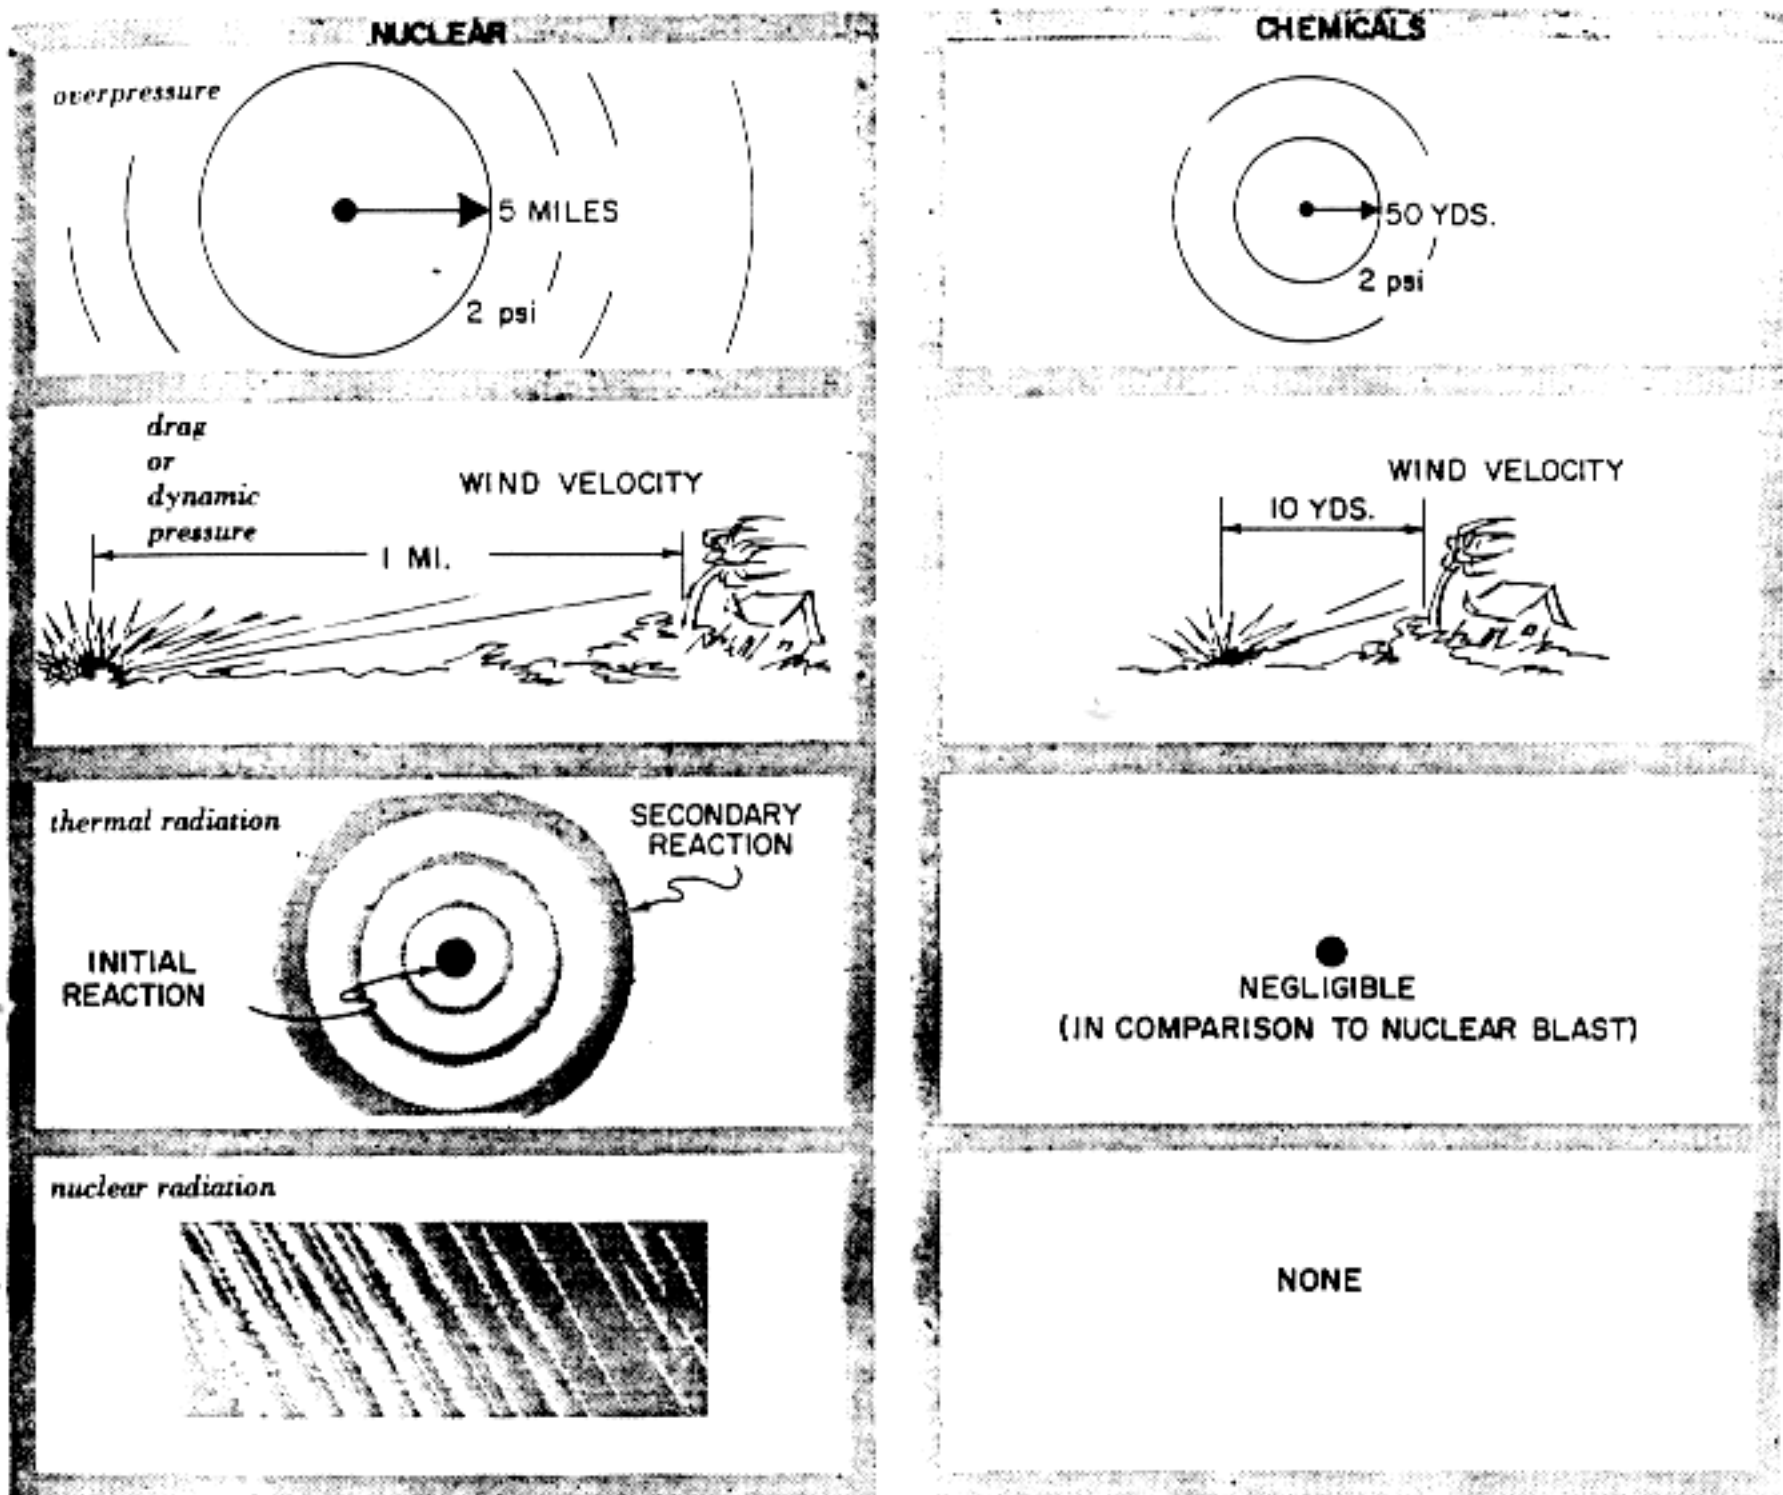 NUCLEAR
overpressure
5 MILES
2 psi
drag
or
dynamic
pressure
WIND VELOCITY
1 MI.
thermal radiation
SECONDARY
REACTION
INITIAL
REACTION
nuclear radiation
CHEMICALS
50 YDS.
2 psi
WIND VELOCITY
10 YDS.
NEGLIGIBLE
(IN COMPARISON TO NUCLEAR BLAST)
NONE